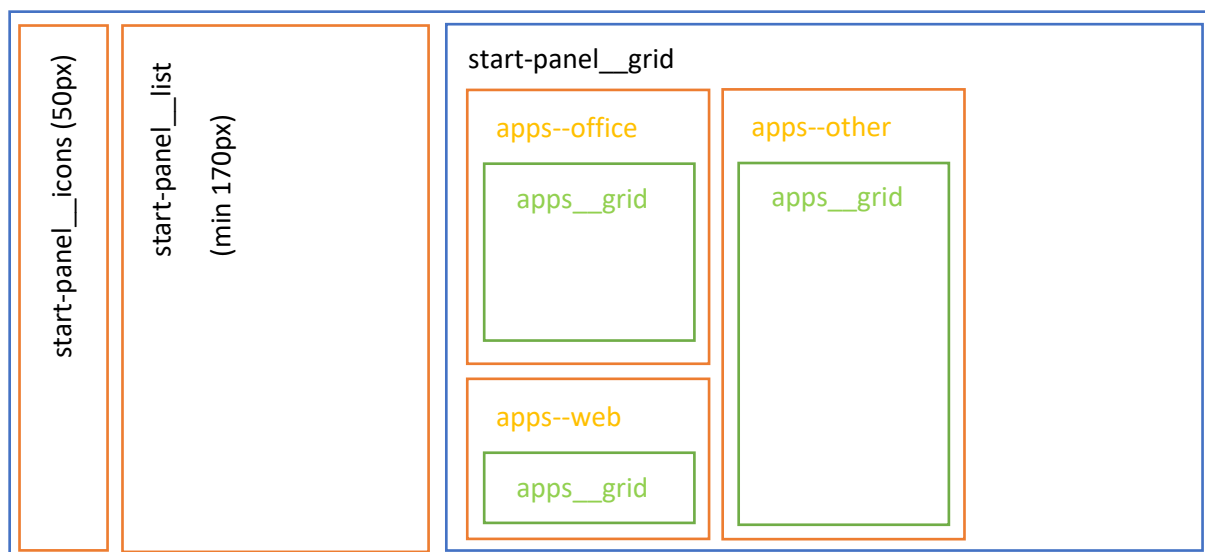 start-panel__icons (50px)
start-panel__list
(min 170px)
start-panel__grid
apps--office
apps__grid
apps--other
apps__grid
apps--web
apps__grid